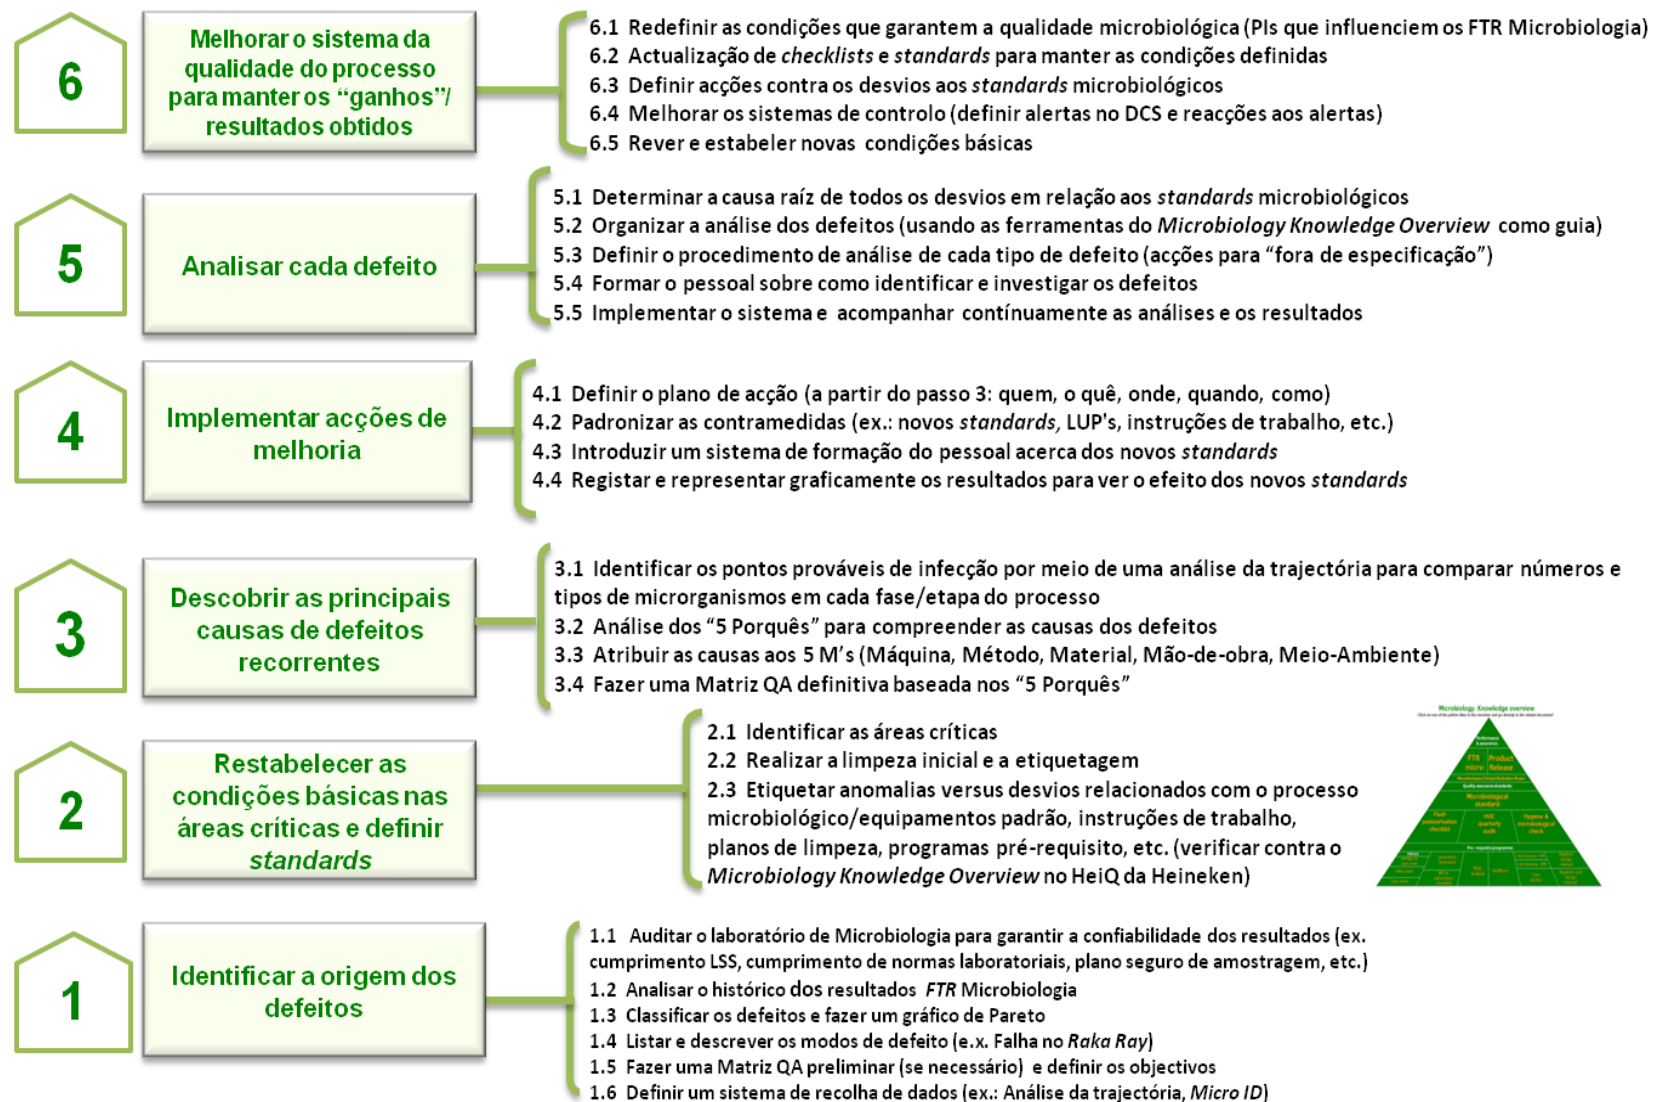 6
Melhorar o sistema da
qualidade do processo
para manter os “ganhos”/
resultados obtidos
6.1 Redefinir as condições que garantem a qualidade microbiológica (PIs que influenciem os FTR Microbiologia)
6.2 Actualização de checklists e standards para manter as condições definidas
6.3 Definir acções contra os desvios aos standards microbiológicos
6.4 Melhorar os sistemas de controlo (definir alertas no DCS e reacções aos alertas)
6.5 Rever e estabeler novas condições básicas
5
Analisar cada defeito
5.1 Determinar a causa raíz de todos os desvios em relação aos standards microbiológicos
5.2 Organizar a análise dos defeitos (usando as ferramentas do Microbiology Knowledge Overview como guia)
5.3 Definir o procedimento de análise de cada tipo de defeito (acções para “fora de especificação”)
5.4 Formar o pessoal sobre como identificar e investigar os defeitos
5.5 Implementar o sistema e acompanhar contínuamente as análises e os resultados
4
Implementar acções de
melhoria
4.1 Definir o plano de acção (a partir do passo 3: quem, o quê, onde, quando, como)
4.2 Padronizar as contramedidas (ex.: novos standards, LUP's, instruções de trabalho, etc.)
4.3 Introduzir um sistema de formação do pessoal acerca dos novos standards
4.4 Registar e representar graficamente os resultados para ver o efeito dos novos standards
3
Descobrir as principais
causas de defeitos
recorrentes
3.1 Identificar os pontos prováveis de infecção por meio de uma análise da trajectória para comparar números e
tipos de microrganismos em cada fase/etapa do processo
3.2 Análise dos “5 Porquês” para compreender as causas dos defeitos
3.3 Atribuir as causas aos 5 M’s (Máquina, Método, Material, Mão-de-obra, Meio-Ambiente)
3.4 Fazer uma Matriz QA definitiva baseada nos “5 Porquês”
2
Restabelecer as
condições básicas nas
áreas críticas e definir
standards
2.1 Identificar as áreas críticas
2.2 Realizar a limpeza inicial e a etiquetagem
2.3 Etiquetar anomalias versus desvios relacionados com o processo
microbiológico/equipamentos padrão, instruções de trabalho,
planos de limpeza, programas pré-requisito, etc. (verificar contra o
Microbiology Knowledge Overview no HeiQ da Heineken)
Microbiology: Knowledge overview
FTR
micro
Product
Release
Microbiological
standard
Flash
pasteurisation
checklist
HQC
quarterly
audit
Hygiene &
microbiological
check
1
Identificar a origem dos
defeitos
1.1 Auditar o laboratório de Microbiologia para garantir a confiabilidade dos resultados (ex.
cumprimento LSS, cumprimento de normas laboratoriais, plano seguro de amostragem, etc.)
1.2 Analisar o histórico dos resultados FTR Microbiologia
1.3 Classificar os defeitos e fazer um gráfico de Pareto
1.4 Listar e descrever os modos de defeito (e.x. Falha no Raka Ray)
1.5 Fazer uma Matriz QA preliminar (se necessário) e definir os objectivos
1.6 Definir um sistema de recolha de dados (ex.: Análise da trajectória, Micro ID)